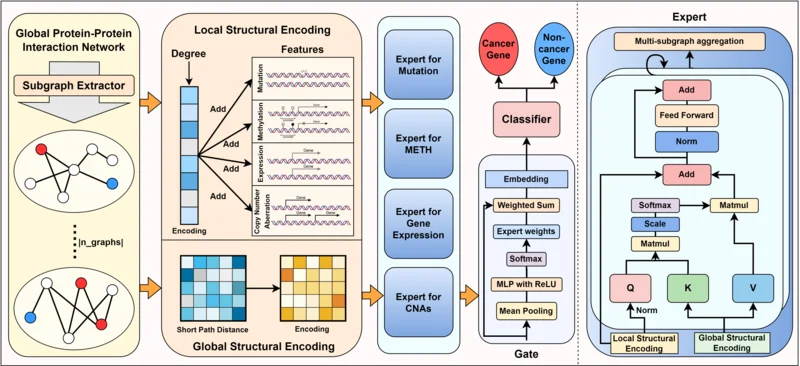 Global Protein-Protein
Interaction Network
Subgraph Extractor
|n_graphs|
Local Structural Encoding
Degree
Features
Add
Add
Add
Add
Encoding
Mutation
Methylation
Expression
Gene
Copy Number
Aberration
Gene
Gene
Gene
Short Path Distance
Encoding
Global Structural Encoding
Expert for
Mutation
Expert for
METH
Expert for
Gene
Expression
Expert for
CNAs
Cancer
Gene
Non-
cancer
Gene
Classifier
Embedding
Weighted Sum
Expert weights
Softmax
MLP with ReLU
Mean Pooling
Gate
Expert
Multi-subgraph aggregation
Add
Feed Forward
Norm
Add
Softmax
Scale
Matmul
Matmul
Q
K
V
Norm
Local Structural
Encoding
Global Structural
Encoding